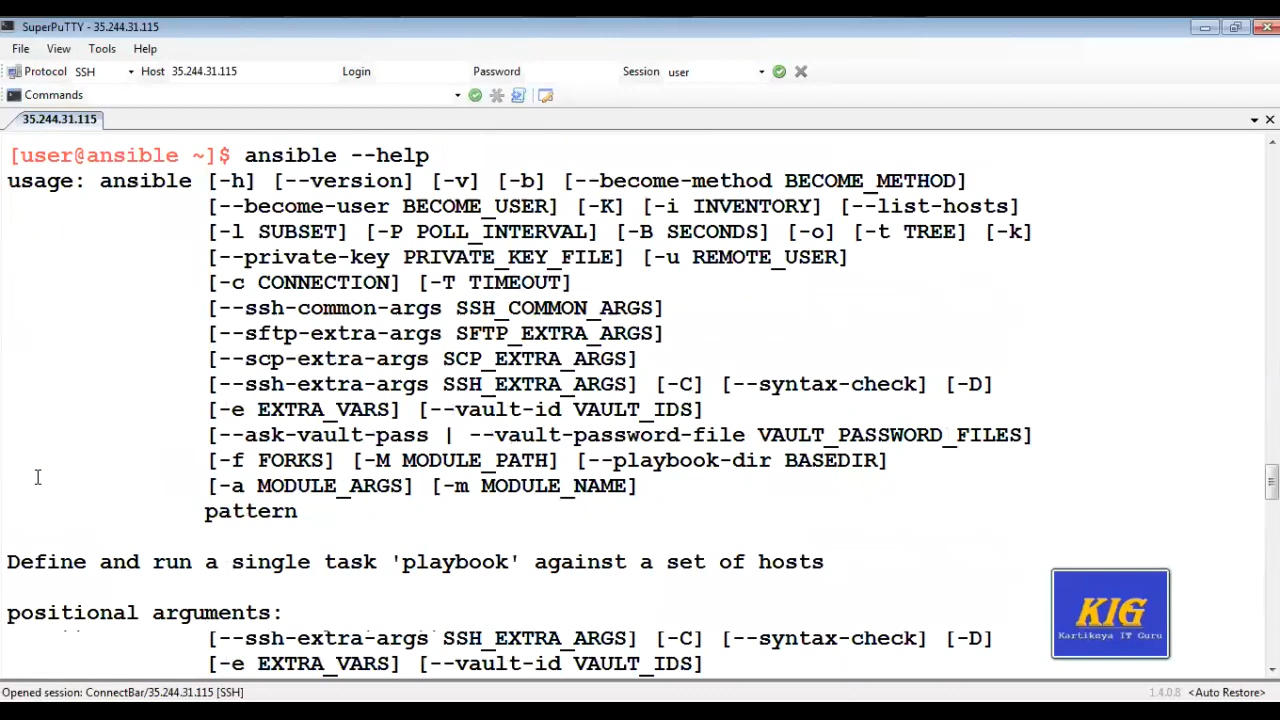 SuperPuTTY - 35.244.31.115
File View Tools Help
Protocol SSH Host 35.244.31.115 Login Password Session user
Commands
35.244.31.115
[user@ansible ~]$ ansible --help
usage: ansible [-h] [--version] [-v] [-b] [--become-method BECOME_METHOD]
[--become-user BECOME_USER] [-K] [-i INVENTORY] [--list-hosts]
[-l SUBSET] [-P POLL_INTERVAL] [-B SECONDS] [-o] [-t TREE] [-k]
[--private-key PRIVATE_KEY_FILE] [-u REMOTE_USER]
[-c CONNECTION] [-T TIMEOUT]
[--ssh-common-args SSH_COMMON_ARGS]
[--sftp-extra-args SFTP_EXTRA_ARGS]
[--scp-extra-args SCP_EXTRA_ARGS]
[--ssh-extra-args SSH_EXTRA_ARGS] [-C] [--syntax-check] [-D]
[-e EXTRA_VARS] [--vault-id VAULT_IDS]
[--ask-vault-pass | --vault-password-file VAULT_PASSWORD_FILES]
[-f FORKS] [-M MODULE_PATH] [--playbook-dir BASEDIR]
[-a MODULE_ARGS] [-m MODULE_NAME]
pattern
Define and run a single task 'playbook' against a set of hosts
positional arguments:
[--ssh-extra-args SSH_EXTRA_ARGS] [-C] [--syntax-check] [-D]
[-e EXTRA_VARS] [--vault-id VAULT_IDS]
KIG
Kartikeya IT Guru
Opened session: ConnectBar/35.244.31.115 [SSH] 1.4.0.8 <Auto Restore>